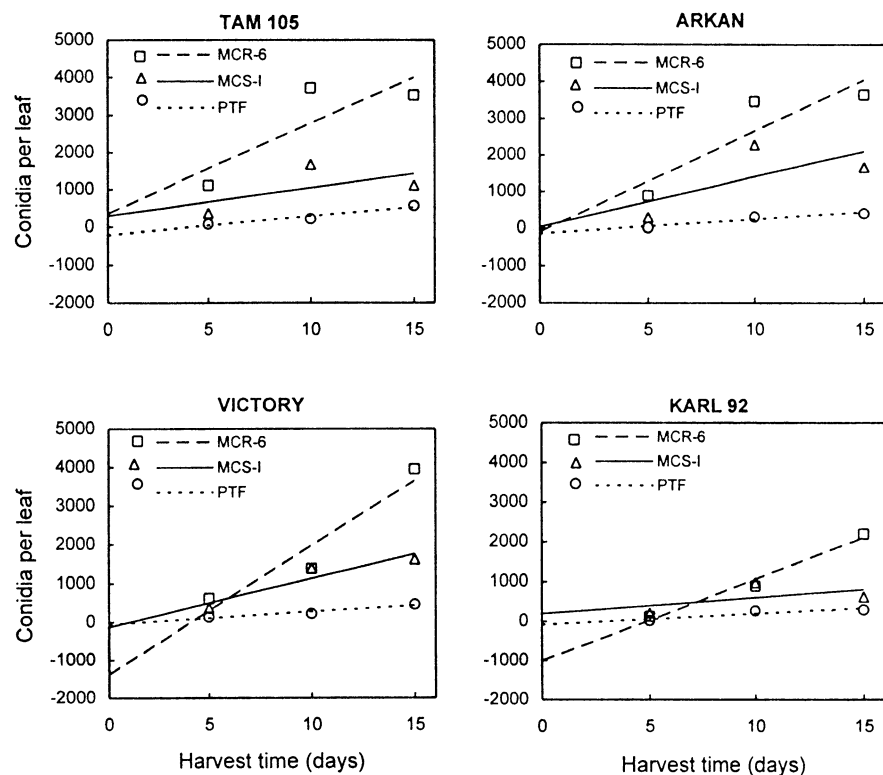 TAM 105
5000
4000
3000
2000
1000
0
-1000
-2000
MCR-6
MCS-I
PTF
Conidia per leaf
0 5 10 15
ARKAN
5000
4000
3000
2000
1000
0
-1000
-2000
MCR-6
MCS-I
PTF
0 5 10 15
VICTORY
5000
4000
3000
2000
1000
0
-1000
-2000
MCR-6
MCS-I
PTF
Conidia per leaf
0 5 10 15
Harvest time (days)
KARL 92
5000
4000
3000
2000
1000
0
-1000
-2000
MCR-6
MCS-I
PTF
0 5 10 15
Harvest time (days)